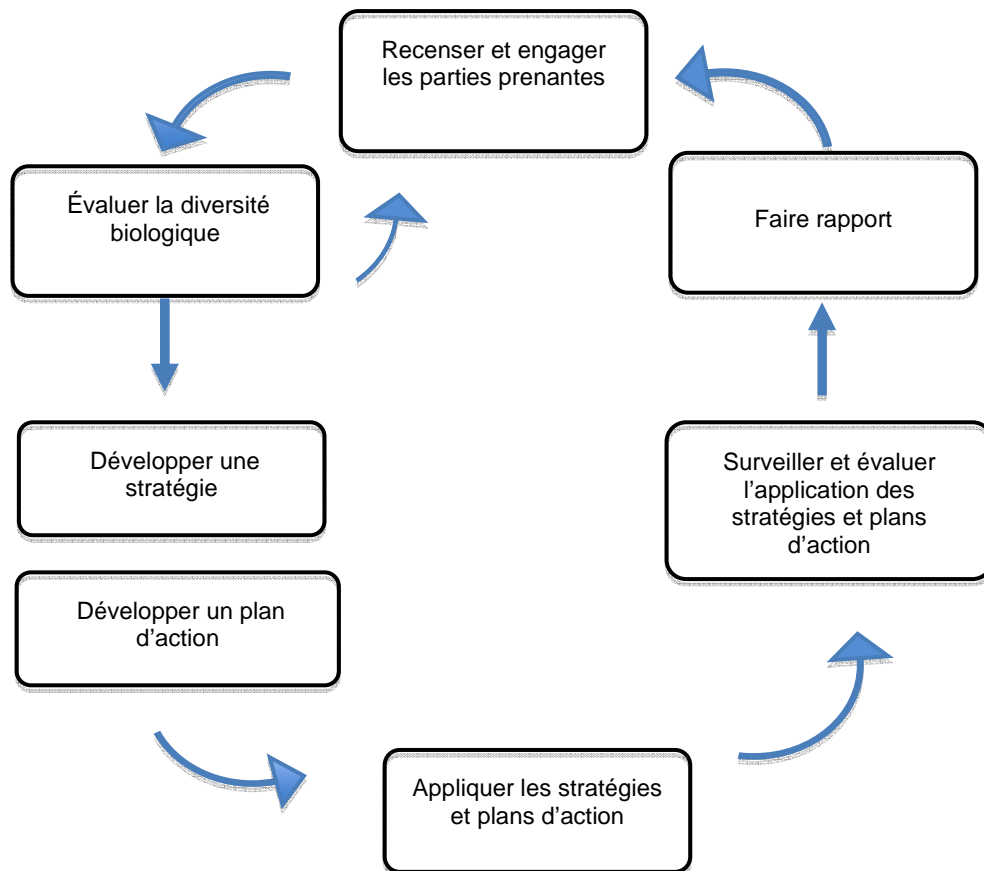 Recenser et engager
les parties prenantes
Évaluer la diversité
biologique
Faire rapport
Développer une
stratégie
Surveiller et évaluer
l’application des
stratégies et plans
d’action
Développer un plan
d’action
Appliquer les stratégies
et plans d’action